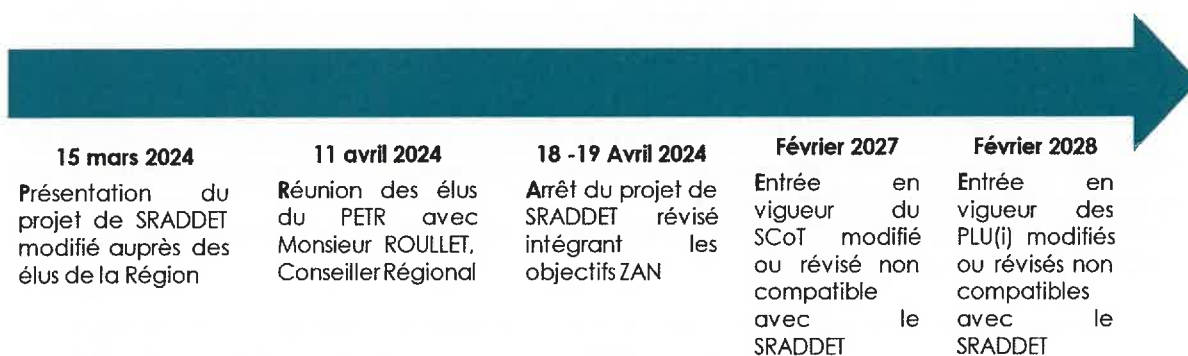 15 mars 2024
Présentation du
projet de SRADDET
modifié auprès des
élus de la Région
11 avril 2024
Réunion des élus
du PETR avec
Monsieur ROULLET,
Conseiller Régional
18 -19 Avril 2024
Arrêt du projet de
SRADDET révisé
intégrant les
objectifs ZAN
Février 2027
Entrée en
vigueur du
SCoT modifié
ou révisé non
compatible
avec le
SRADDET
Février 2028
Entrée en
vigueur des
PLU(i) modifiés
ou révisés non
compatibles
avec le
SRADDET